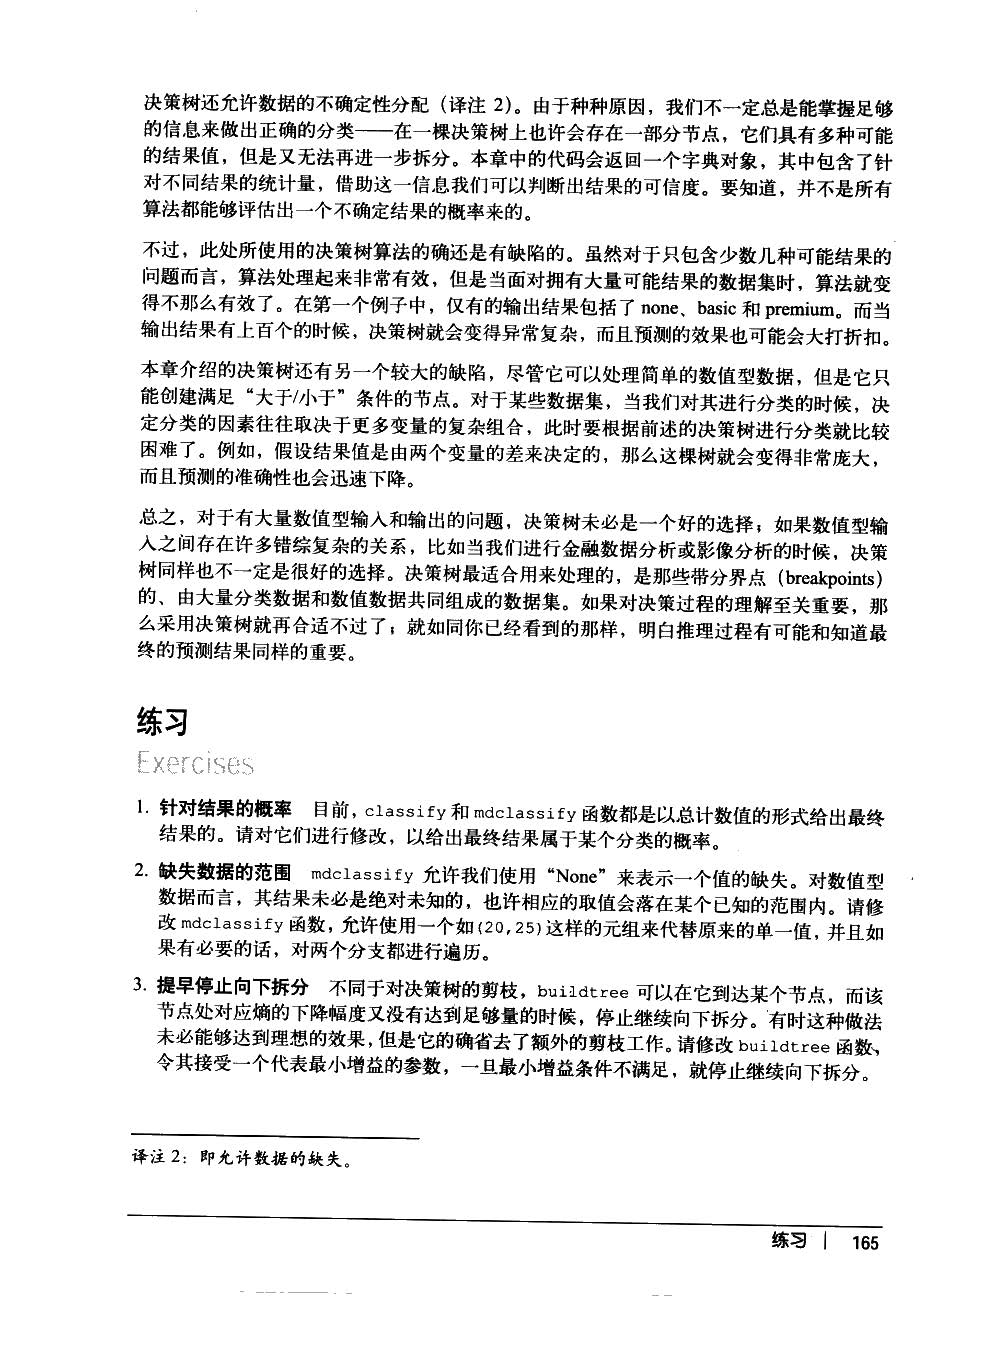 决策树还允许数据的不确定性分配（译注 2）。由于种种原因，我们不一定总是能掌握足够
的信息来做出正确的分类——在一棵决策树上也许会存在一部分节点，它们具有多种可能
的结果值，但是又无法再进一步拆分。本章中的代码会返回一个字典对象，其中包含了针
对不同结果的统计量，借助这一信息我们可以判断出结果的可信度。要知道，并不是所有
算法都能够评估出一个不确定结果的概率来的。
不过，此处所使用的决策树算法的确还是有缺陷的。虽然对于只包含少数几种可能结果的
问题而言，算法处理起来非常有效，但是当面对拥有大量可能结果的数据集时，算法就变
得不那么有效了。在第一个例子中，仅有的输出结果包括了 none、basic 和 premium。而当
输出结果有上百个的时候，决策树就会变得异常复杂，而且预测的效果也可能会大打折扣。
本章介绍的决策树还有另一个较大的缺陷，尽管它可以处理简单的数值型数据，但是它只
能创建满足“大于/小于”条件的节点。对于某些数据集，当我们对其进行分类的时候，决
定分类的因素往往取决于更多变量的复杂组合，此时要根据前述的决策树进行分类就比较
困难了。例如，假设结果值是由两个变量的差来决定的，那么这棵树就会变得非常庞大，
而且预测的准确性也会迅速下降。
总之，对于有大量数值型输入和输出的问题，决策树未必是一个好的选择；如果数值型输
入之间存在许多错综复杂的关系，比如当我们进行金融数据分析或影像分析的时候，决策
树同样也不一定是很好的选择。决策树最适合用来处理的，是那些带分界点（breakpoints）
的、由大量分类数据和数值数据共同组成的数据集。如果对决策过程的理解至关重要，那
么采用决策树就再合适不过了；就如同你已经看到的那样，明白推理过程有可能和知道最
终的预测结果同样的重要。
练习
Exercises
1. 针对结果的概率 目前，classify 和 mdclassify 函数都是以总计数值的形式给出最终
结果的。请对它们进行修改，以给出最终结果属于某个分类的概率。
2. 缺失数据的范围 mdclassify 允许我们使用“None”来表示一个值的缺失。对数值型
数据而言，其结果未必是绝对未知的，也许相应的取值会落在某个已知的范围内。请修
改 mdclassify 函数，允许使用一个如(20,25)这样的元组来代替原来的单一值，并且如
果有必要的话，对两个分支都进行遍历。
3. 提早停止向下拆分 不同于对决策树的剪枝，buildtree 可以在它到达某个节点，而该
节点处对应熵的下降幅度又没有达到足够量的时候，停止继续向下拆分。有时这种做法
未必能够达到理想的效果，但是它的确省去了额外的剪枝工作。请修改 buildtree 函数，
令其接受一个代表最小增益的参数，一旦最小增益条件不满足，就停止继续向下拆分。
译注 2：即允许数据的缺失。
练习 | 165